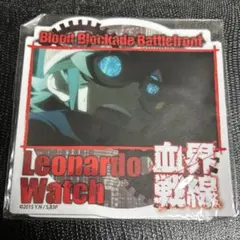 Blood Blockade Battlefront
Leonardo
Watch
血界
戦線